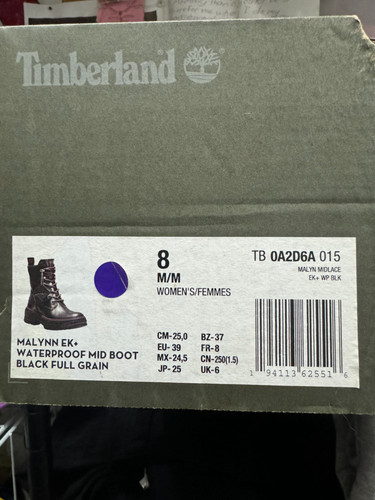 Timberland
8
M/M
WOMEN'S/FEMMES
TB 0A2D6A 015
MALYN MIDLACE
EK+ WP BLK
CM-25,0 BZ-37
EU- 39 FR-8
MX-24,5 CN-250(1.5)
JP- 25 UK-6
MALYNN EK+
WATERPROOF MID BOOT
BLACK FULL GRAIN
1 94113 62551 6